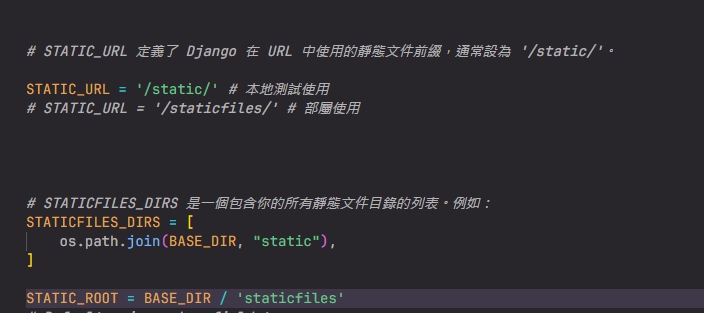 # STATIC_URL 定義了 Django 在 URL 中使用的靜態文件前綴，通常設為 '/static/'。
STATIC_URL = '/static/' # 本地測試使用
# STATIC_URL = '/staticfiles/' # 部屬使用
# STATICFILES_DIRS 是一個包含你的所有靜態文件目錄的列表。例如：
STATICFILES_DIRS = [
os.path.join(BASE_DIR, "static"),
]
STATIC_ROOT = BASE_DIR / 'staticfiles'